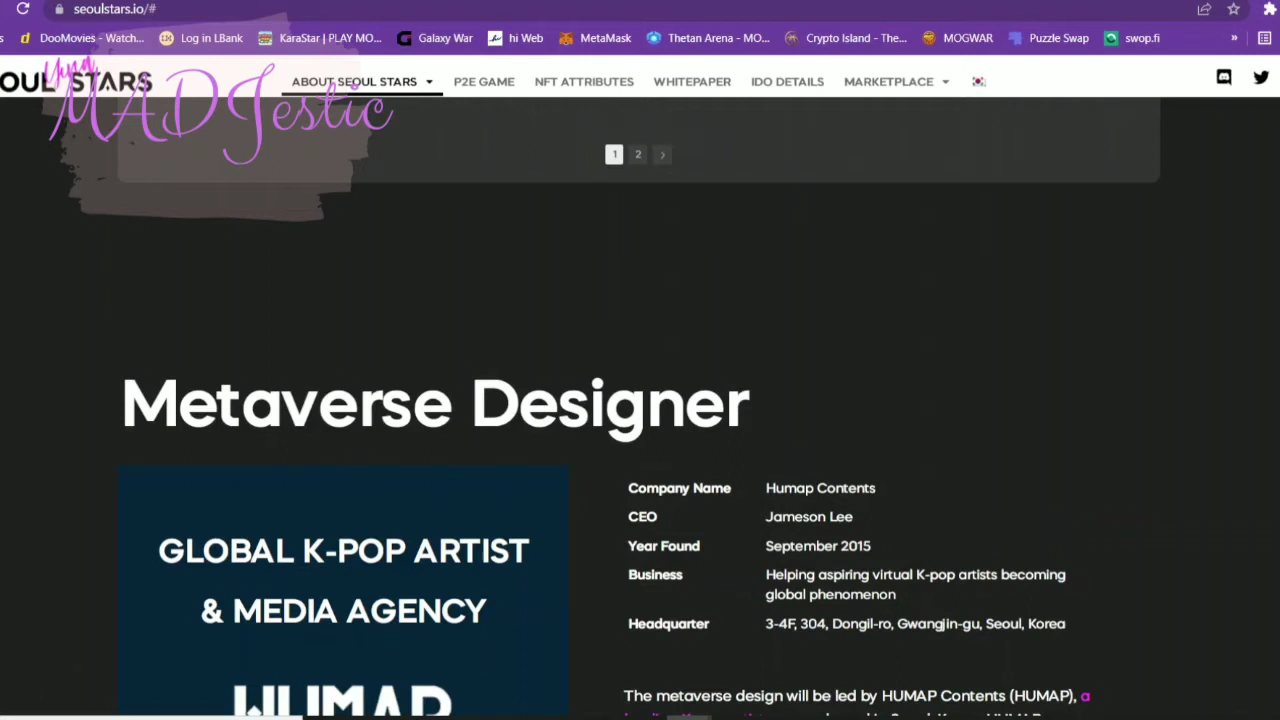 seoulstars.io/#
DooMovies - Watch... Log in LBank KaraStar | PLAY MO... Galaxy War hi Web MetaMask Thetan Arena - MO... Crypto Island - The... MOGWAR Puzzle Swap swop.fi »
OUL STARS ABOUT SEOUL STARS P2E GAME NFT ATTRIBUTES WHITEPAPER IDO DETAILS MARKETPLACE
MADJestic
1 2 ›
Metaverse Designer
GLOBAL K-POP ARTIST
& MEDIA AGENCY
HUMAP
Company Name Humap Contents
CEO Jameson Lee
Year Found September 2015
Business Helping aspiring virtual K-pop artists becoming
global phenomenon
Headquarter 3-4F, 304, Dongil-ro, Gwangjin-gu, Seoul, Korea
The metaverse design will be led by HUMAP Contents (HUMAP), a